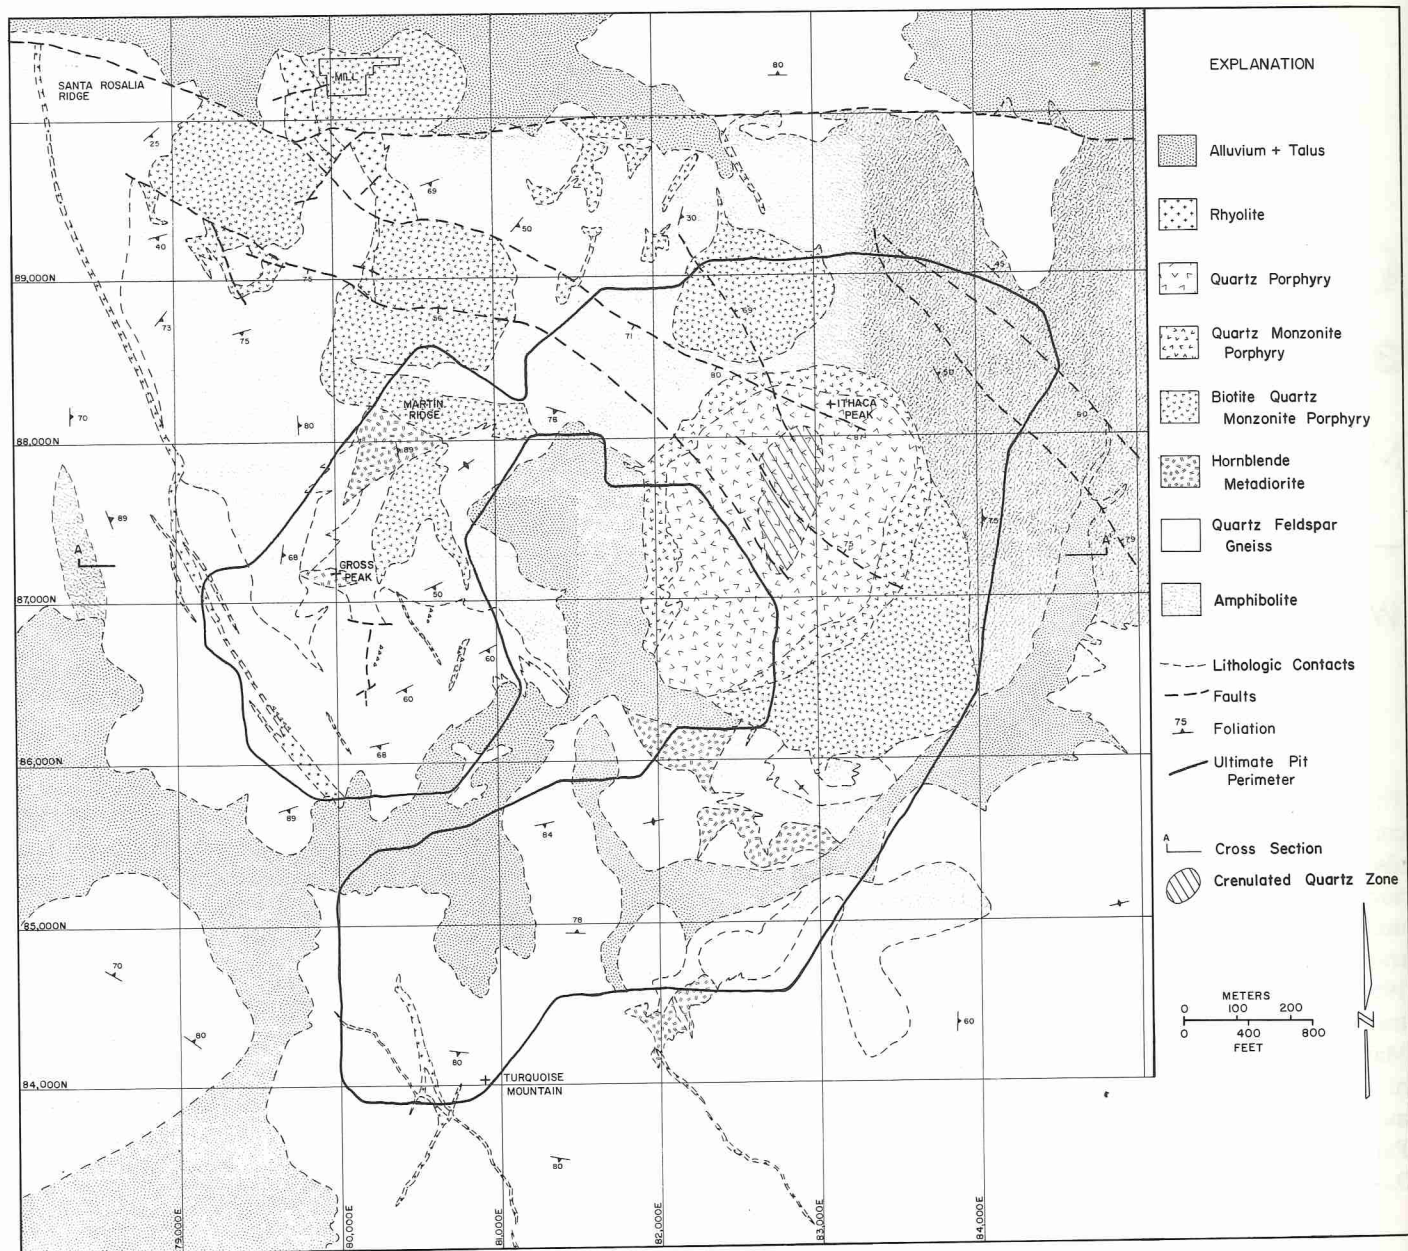 EXPLANATION
Alluvium + Talus
Rhyolite
Quartz Porphyry
Quartz Monzonite
Porphyry
Biotite Quartz
Monzonite Porphyry
Hornblende
Metadiorite
Quartz Feldspar
Gneiss
Amphibolite
Lithologic Contacts
Faults
75
Foliation
Ultimate Pit
Perimeter
A
Cross Section
Crenulated Quartz Zone
METERS
0 100 200
0 400 800
FEET
N
SANTA ROSALIA
RIDGE
MILL
80
25
69
40
50
30
45
89,000N
75
73
75
56
71
69
80
58
60
MARTIN
RIDGE
ITHACA
PEAK
70
80
78
87
88,000N
89
89
75
75
79
A
A'
68
GROSS
PEAK
50
87,000N
60
60
68
86,000N
89
84
85,000N
78
70
80
60
80
84,000N
TURQUOISE
MOUNTAIN
80
79,000E
80,000E
81,000E
82,000E
83,000E
84,000E